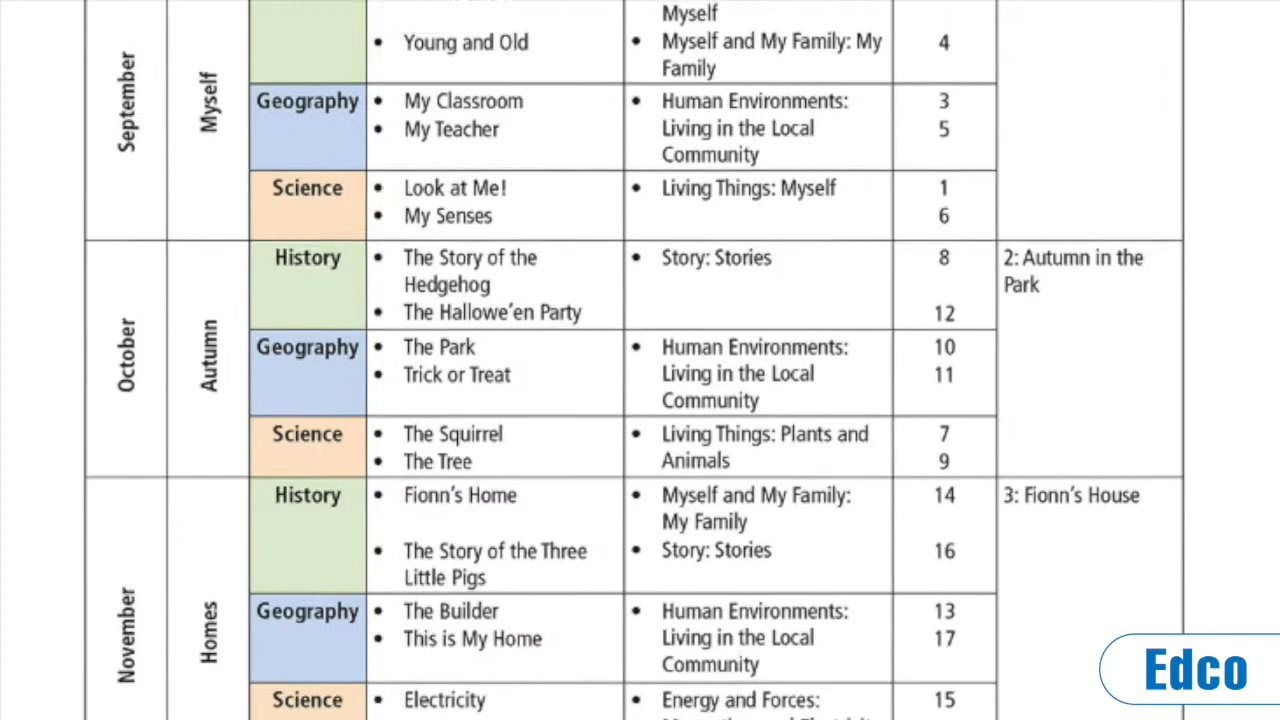 Myself
• Young and Old • Myself and My Family: My 4
Family
September
Myself
Geography • My Classroom • Human Environments: 3
• My Teacher Living in the Local 5
Community
Science • Look at Me! • Living Things: Myself 1
• My Senses 6
October
Autumn
History • The Story of the • Story: Stories 8 2: Autumn in the
Hedgehog Park
• The Hallowe'en Party 12
Geography • The Park • Human Environments: 10
• Trick or Treat Living in the Local 11
Community
Science • The Squirrel • Living Things: Plants and 7
• The Tree Animals 9
November
Homes
History • Fionn's Home • Myself and My Family: 14 3: Fionn's House
My Family
• The Story of the Three • Story: Stories 16
Little Pigs
Geography • The Builder • Human Environments: 13
• This is My Home Living in the Local 17
Community
Science • Electricity • Energy and Forces: 15
Edco